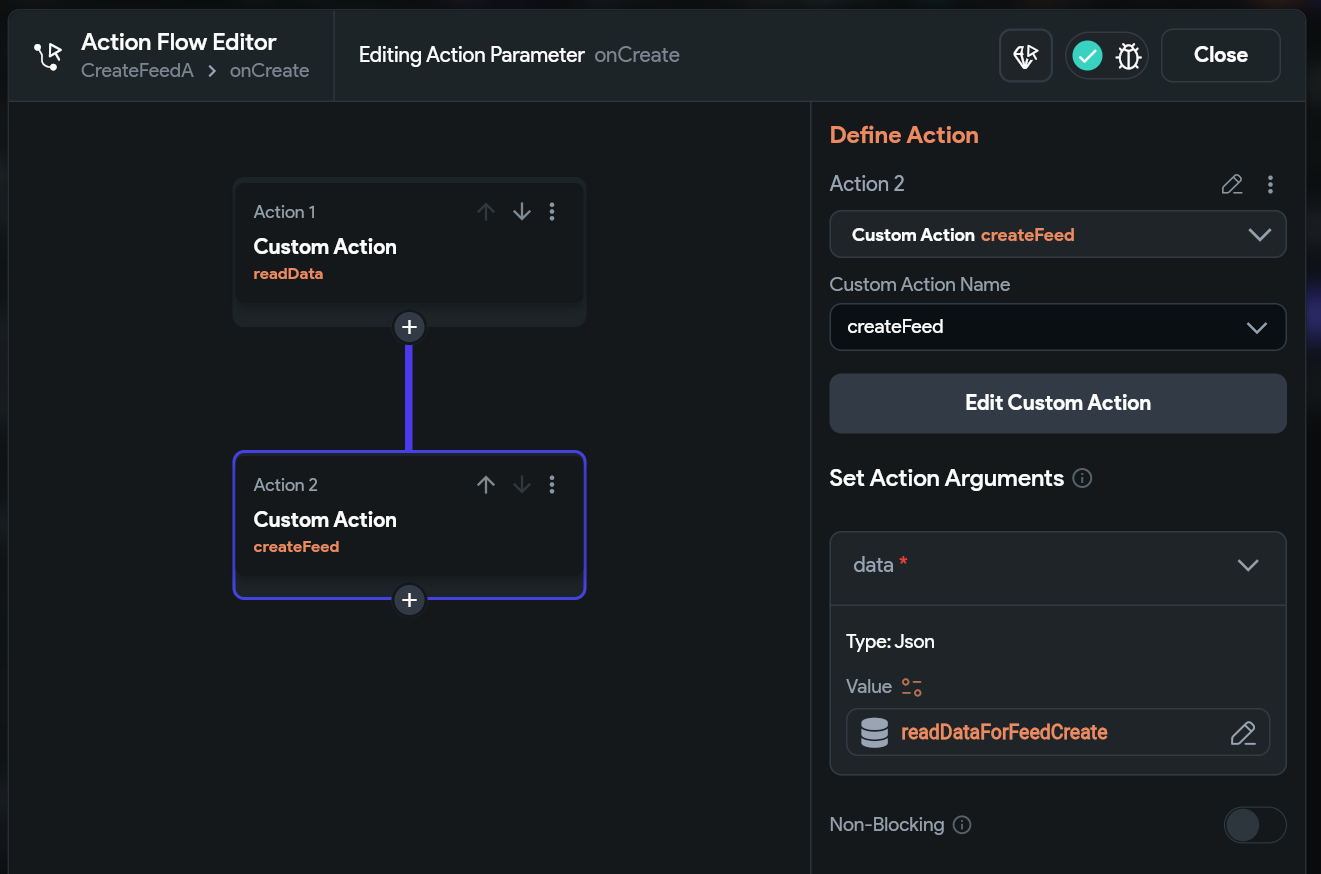 Action Flow Editor
CreateFeedA > onCreate
Editing Action Parameter onCreate
Close
Action 1
Custom Action
readData
+
Action 2
Custom Action
createFeed
+
Define Action
Action 2
Custom Action createFeed
Custom Action Name
createFeed
Edit Custom Action
Set Action Arguments
data *
Type: Json
Value
readDataForFeedCreate
Non-Blocking